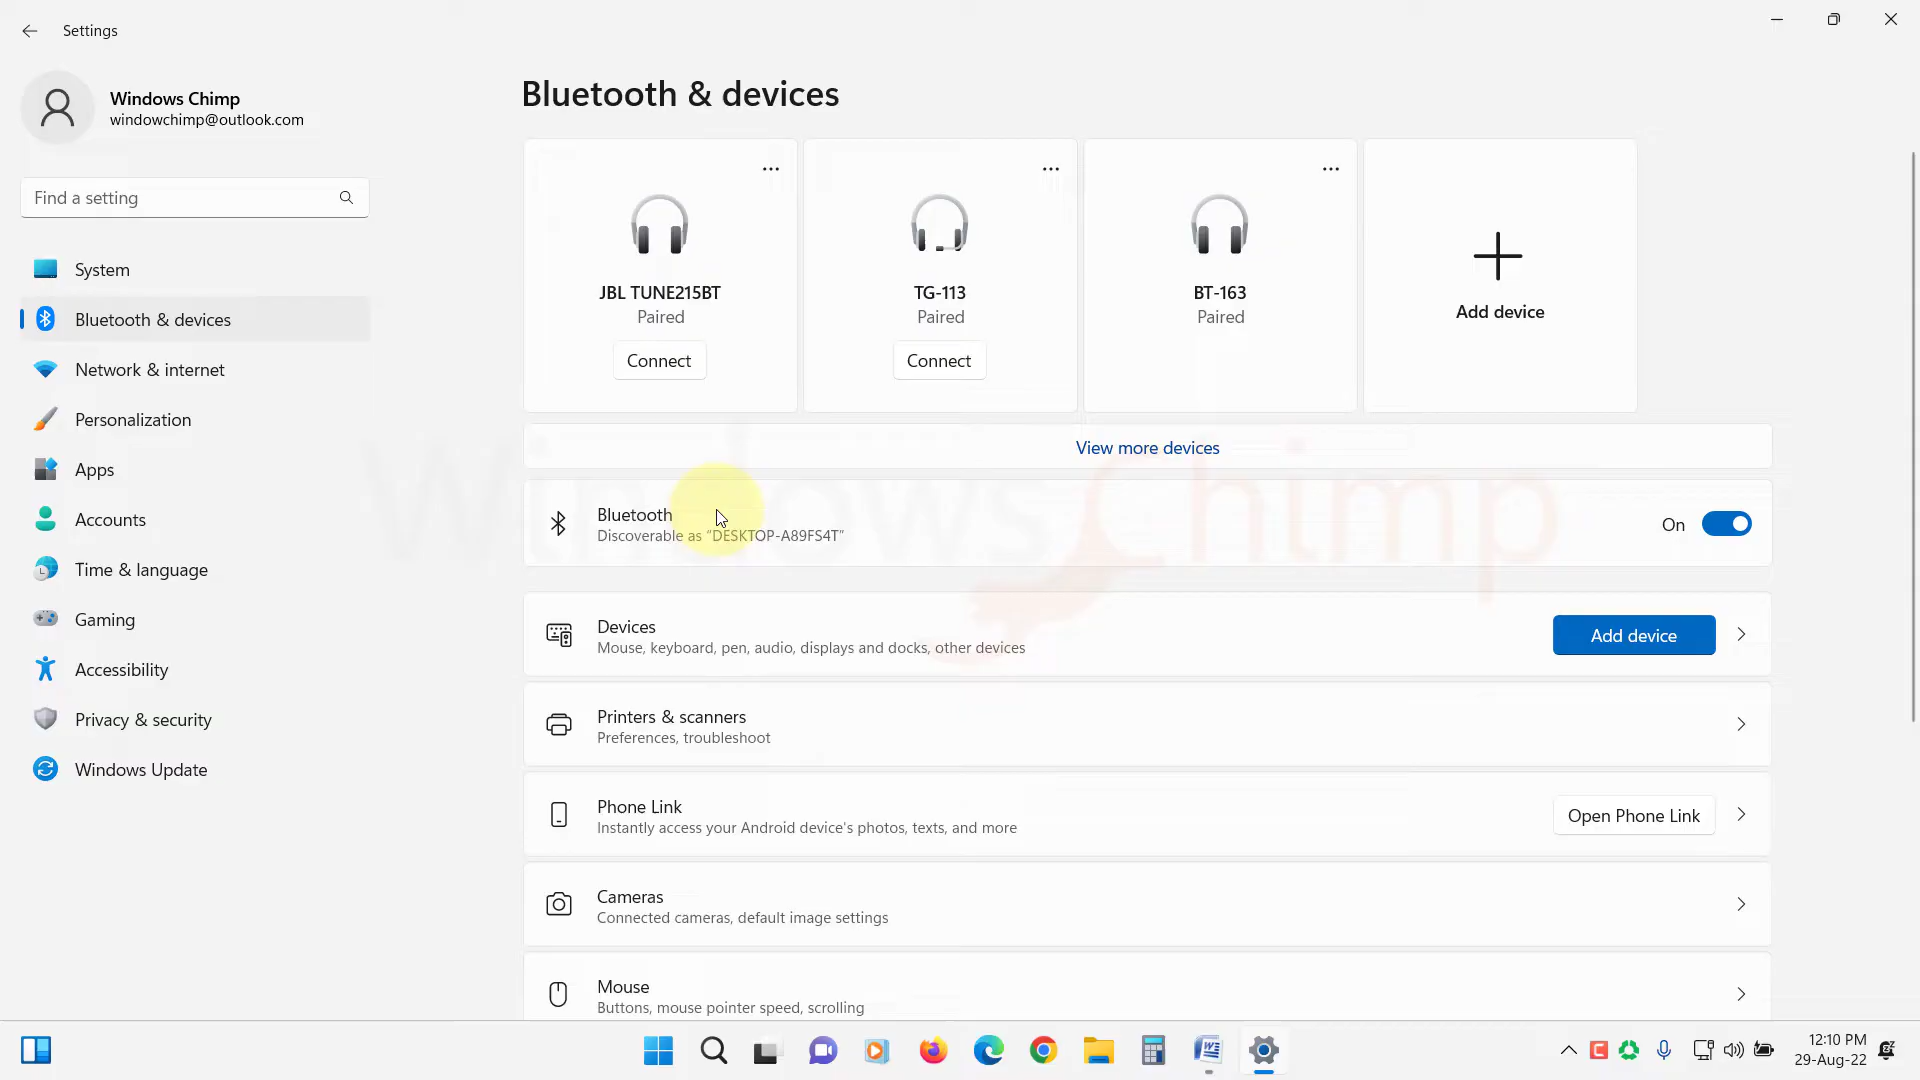 Settings
Windows Chimp
windowchimp@outlook.com
Find a setting
System
Bluetooth & devices
Network & internet
Personalization
Apps
Accounts
Time & language
Gaming
Accessibility
Privacy & security
Windows Update
Bluetooth & devices
JBL TUNE215BT
Paired
Connect
TG-113
Paired
Connect
BT-163
Paired
Add device
View more devices
Bluetooth
Discoverable as “DESKTOP-A89FS4T”
On
Devices
Mouse, keyboard, pen, audio, displays and docks, other devices
Add device
Printers & scanners
Preferences, troubleshoot
Phone Link
Instantly access your Android device's photos, texts, and more
Open Phone Link
Cameras
Connected cameras, default image settings
Mouse
Buttons, mouse pointer speed, scrolling
Windows Chimp
12:10 PM
29-Aug-22